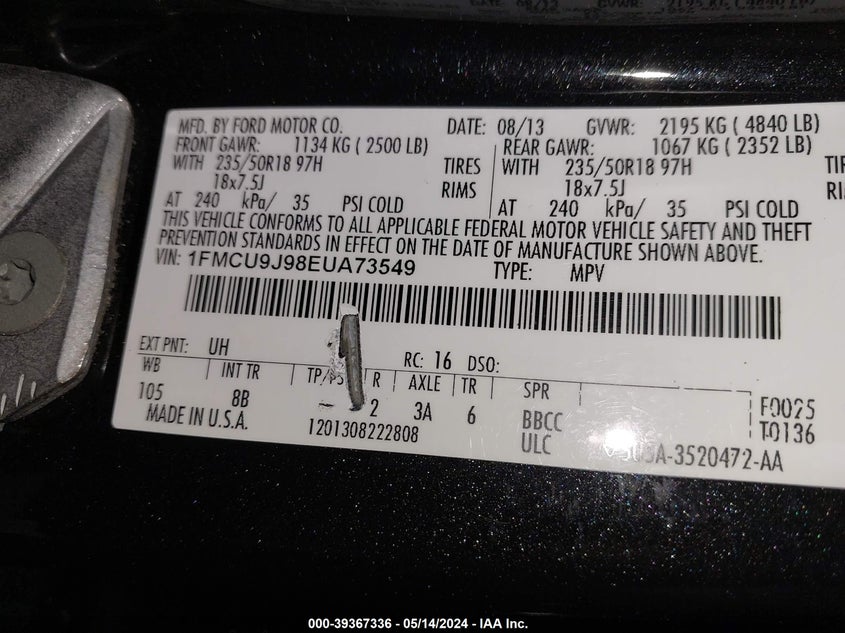 MFD. BY FORD MOTOR CO. DATE: 08/13 GVWR: 2195 KG ( 4840 LB)
FRONT GAWR: 1134 KG ( 2500 LB) REAR GAWR: 1067 KG ( 2352 LB)
WITH 235/50R18 97H TIRES WITH 235/50R18 97H
18x7.5J RIMS 18x7.5J
AT 240 kPa/ 35 PSI COLD AT 240 kPa/ 35 PSI COLD
THIS VEHICLE CONFORMS TO ALL APPLICABLE FEDERAL MOTOR VEHICLE SAFETY AND THEFT
PREVENTION STANDARDS IN EFFECT ON THE DATE OF MANUFACTURE SHOWN ABOVE.
VIN: 1FMCU9J98EUA73549 TYPE: MPV
EXT PNT: UH RC: 16 DSO:
WB INT TR R AXLE TR SPR
105 8B 2 3A 6 BBCC F0025
MADE IN U.S.A. 1201308222808 ULC T0136
-3520472-AA
000-39367336 - 05/14/2024 - IAA Inc.